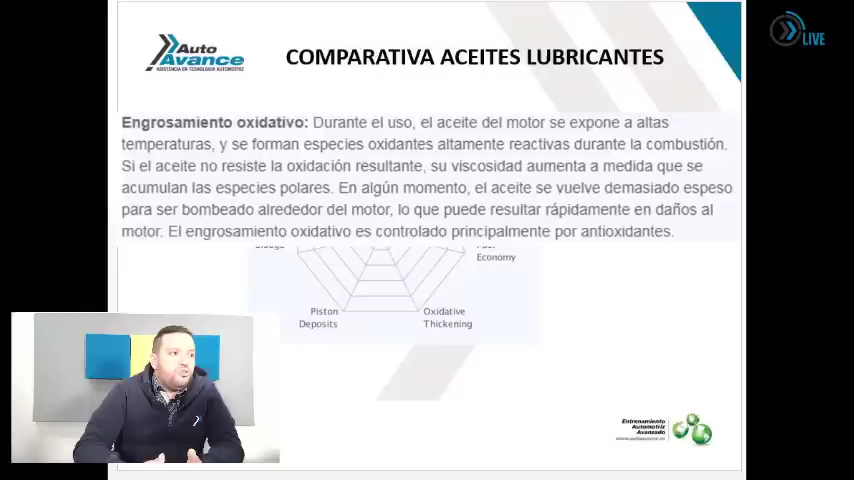 LIVE
Auto
Avance
ASISTENCIA EN TECNOLOGIA AUTOMOTRIZ
COMPARATIVA ACEITES LUBRICANTES
Engrosamiento oxidativo: Durante el uso, el aceite del motor se expone a altas
temperaturas, y se forman especies oxidantes altamente reactivas durante la combustión.
Si el aceite no resiste la oxidación resultante, su viscosidad aumenta a medida que se
acumulan las especies polares. En algún momento, el aceite se vuelve demasiado espeso
para ser bombeado alrededor del motor, lo que puede resultar rápidamente en daños al
motor. El engrosamiento oxidativo es controlado principalmente por antioxidantes.
Economy
Piston
Deposits
Oxidative
Thickening
Entrenamiento
Automotriz
Avanzado